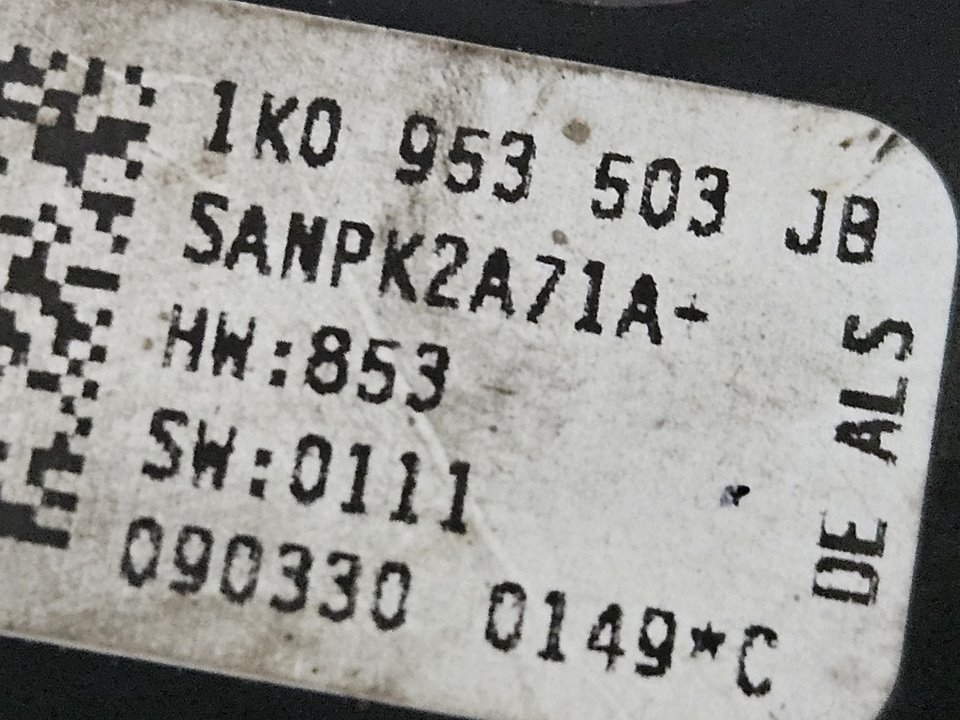 1K0 953 503 JB
SANPK2A71A+
HW:853
SW:0111
090330 0149*C
DE ALS